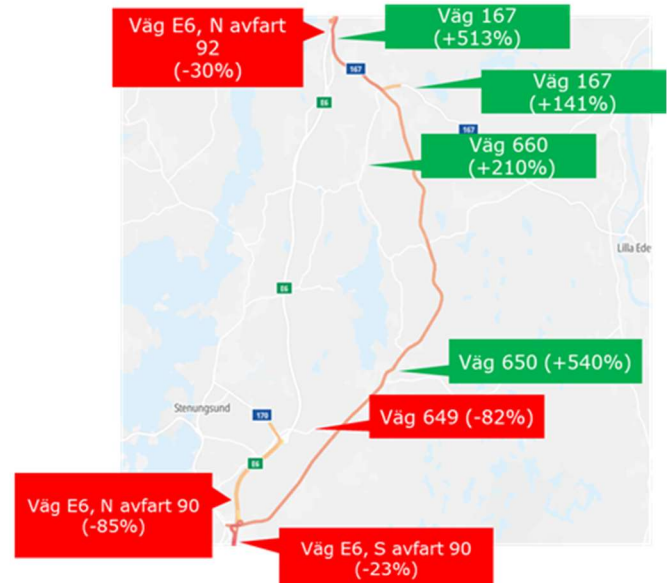 Väg E6, N avfart
92
(-30%)
Väg 167
(+513%)
167
Väg 167
(+141%)
E6
167
Väg 660
(+210%)
Lilla Ede
E6
Väg 650 (+540%)
Stenungsund
170
Väg 649 (-82%)
E6
Väg E6, N avfart 90
(-85%)
Väg E6, S avfart 90
(-23%)